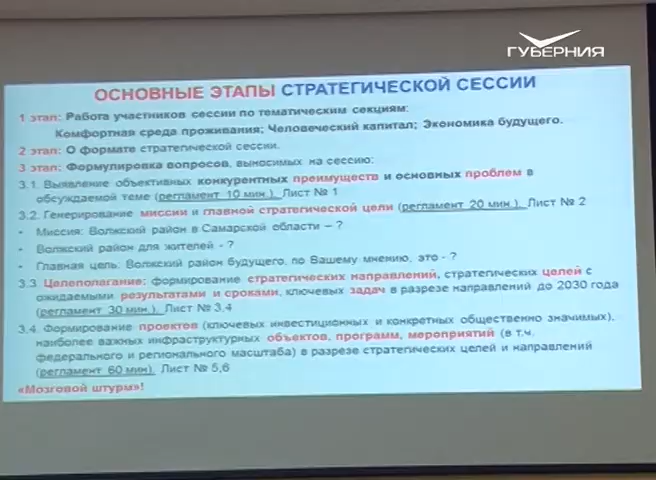 ГУБЕРНИЯ
ОСНОВНЫЕ ЭТАПЫ СТРАТЕГИЧЕСКОЙ СЕССИИ
1 этап: Работа участников сессии по тематическим секциям:
Комфортная среда проживания; Человеческий капитал; Экономика будущего.
2 этап: О формате стратегической сессии.
3 этап: Формулировка вопросов, выносимых на сессию:
3.1. Выявление объективных конкурентных преимуществ и основных проблем в
обсуждаемой теме (регламент 10 мин.). Лист № 1
3.2. Генерирование миссии и главной стратегической цели (регламент 20 мин.). Лист № 2
• Миссия: Волжский район в Самарской области – ?
• Волжский район для жителей - ?
• Главная цель: Волжский район будущего, по Вашему мнению, это - ?
3.3. Целеполагание: формирование стратегических направлений, стратегических целей с
ожидаемыми результатами и сроками, ключевых задач в разрезе направлений до 2030 года
(регламент 30 мин.). Лист № 3,4
3.4. Формирование проектов (ключевых инвестиционных и конкретных общественно значимых),
наиболее важных инфраструктурных объектов, программ, мероприятий (в т.ч.
федерального и регионального масштаба) в разрезе стратегических целей и направлений
(регламент 60 мин). Лист № 5,6
«Мозговой штурм»!